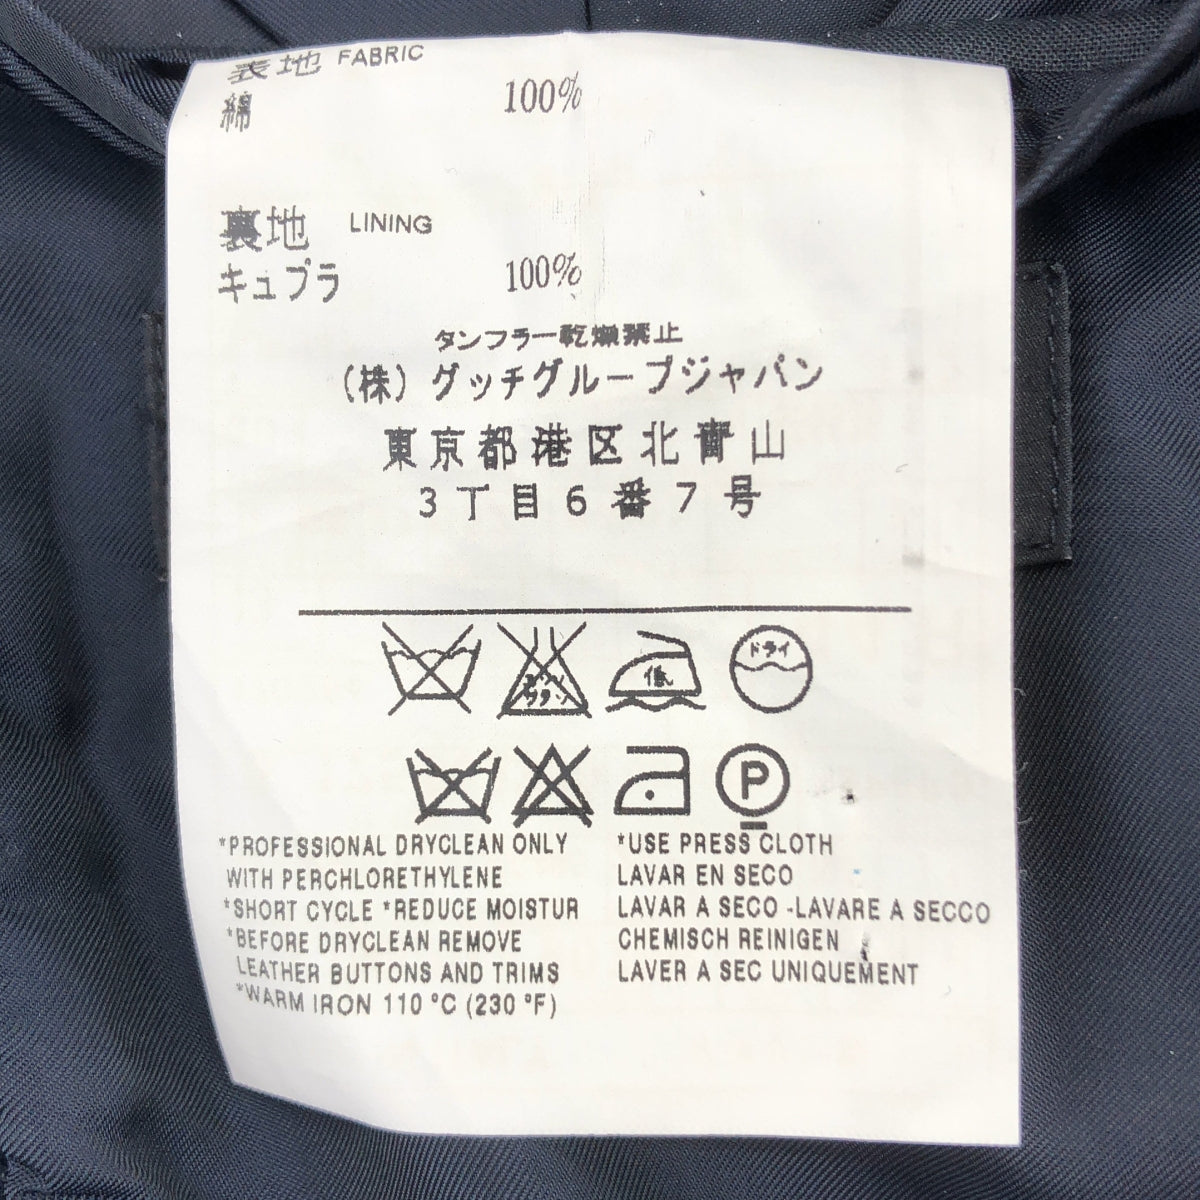 表地 FABRIC
綿 100%
裏地 LINING
キュプラ 100%
タンブラー乾燥禁止
(株)グッチグループジャパン
東京都港区北青山
3丁目6番7号
低
ドライ
P
*PROFESSIONAL DRYCLEAN ONLY
WITH PERCHLORETHYLENE
*SHORT CYCLE *REDUCE MOISTUR
*BEFORE DRYCLEAN REMOVE
LEATHER BUTTONS AND TRIMS
*WARM IRON 110 °C (230 °F)
*USE PRESS CLOTH
LAVAR EN SECO
LAVAR A SECO -LAVARE A SECCO
CHEMISCH REINIGEN
LAVER A SEC UNIQUEMENT